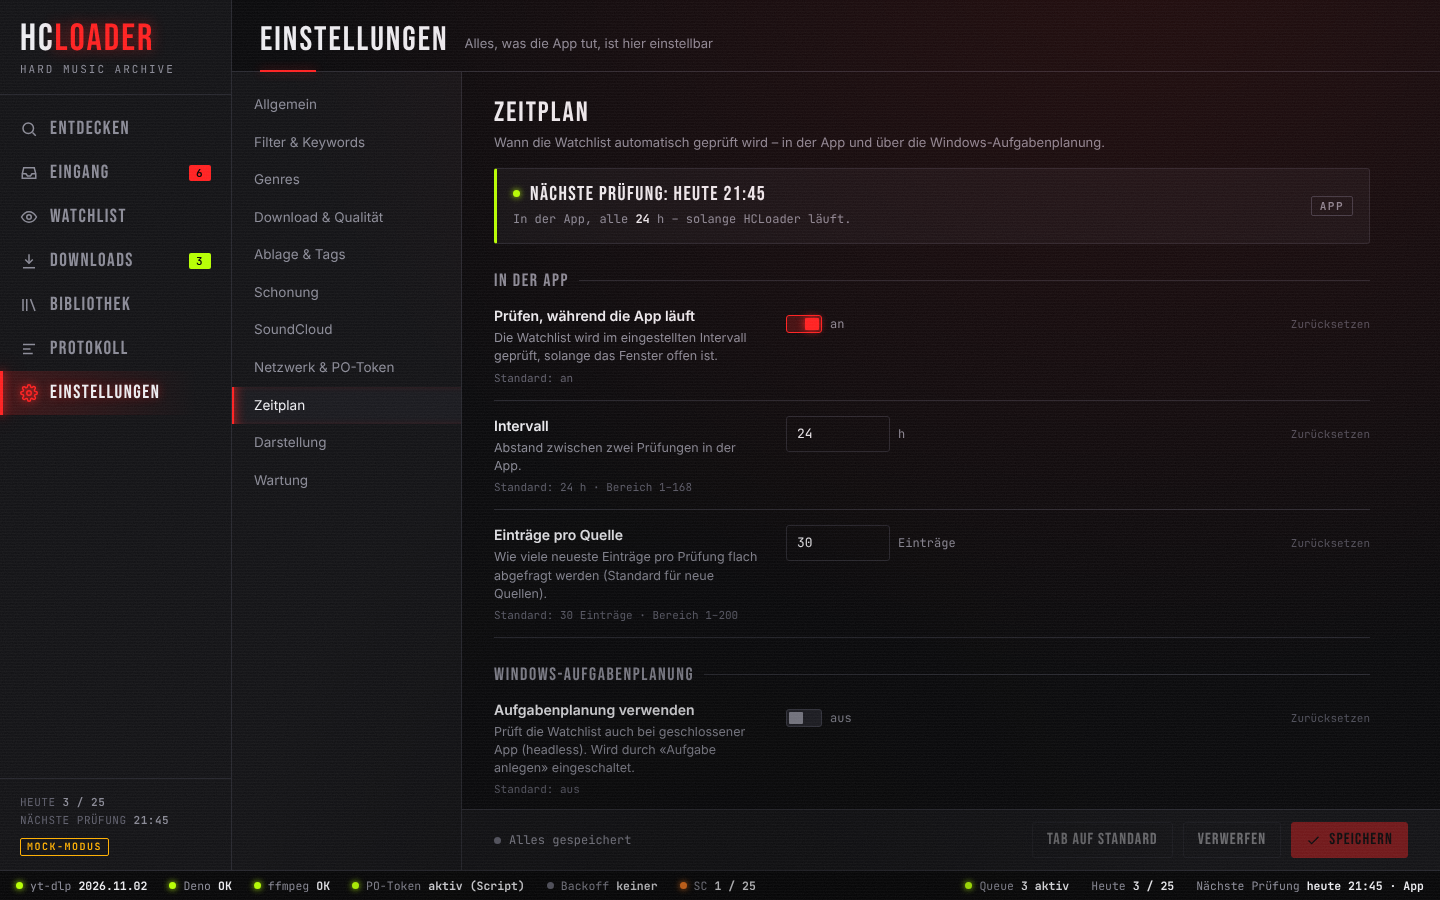 HCLOADER
HARD MUSIC ARCHIVE
ENTDECKEN
EINGANG 6
WATCHLIST
DOWNLOADS 3
BIBLIOTHEK
PROTOKOLL
EINSTELLUNGEN
HEUTE 3 / 25
NÄCHSTE PRÜFUNG 21:45
MOCK-MODUS
EINSTELLUNGEN Alles, was die App tut, ist hier einstellbar
Allgemein
Filter & Keywords
Genres
Download & Qualität
Ablage & Tags
Schonung
SoundCloud
Netzwerk & PO-Token
Zeitplan
Darstellung
Wartung
ZEITPLAN
Wann die Watchlist automatisch geprüft wird – in der App und über die Windows-Aufgabenplanung.
NÄCHSTE PRÜFUNG: HEUTE 21:45
In der App, alle 24 h – solange HCLoader läuft.
APP
IN DER APP
Prüfen, während die App läuft
an
Zurücksetzen
Die Watchlist wird im eingestellten Intervall
geprüft, solange das Fenster offen ist.
Standard: an
Intervall
24 h
Zurücksetzen
Abstand zwischen zwei Prüfungen in der
App.
Standard: 24 h · Bereich 1–168
Einträge pro Quelle
30 Einträge
Zurücksetzen
Wie viele neueste Einträge pro Prüfung flach
abgefragt werden (Standard für neue
Quellen).
Standard: 30 Einträge · Bereich 1–200
WINDOWS-AUFGABENPLANUNG
Aufgabenplanung verwenden
aus
Zurücksetzen
Prüft die Watchlist auch bei geschlossener
App (headless). Wird durch «Aufgabe
anlegen» eingeschaltet.
Standard: aus
Alles gespeichert
TAB AUF STANDARD
VERWERFEN
SPEICHERN
yt-dlp 2026.11.02 Deno OK ffmpeg OK PO-Token aktiv (Script) Backoff keiner SC 1 / 25 Queue 3 aktiv Heute 3 / 25 Nächste Prüfung heute 21:45 · App